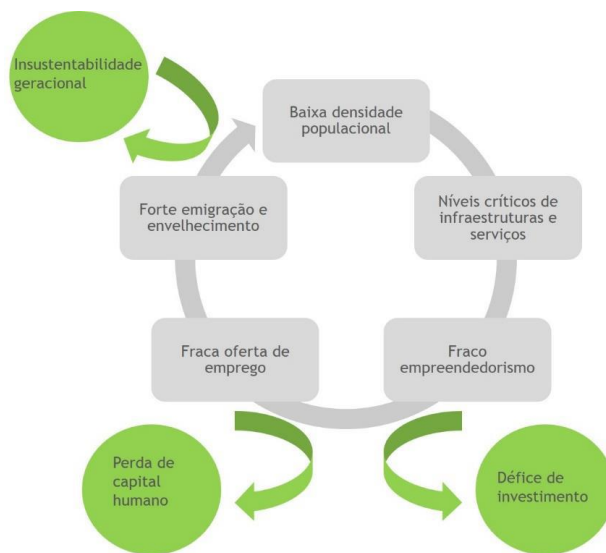 Insustentabilidade
geracional
Baixa densidade
populacional
Níveis críticos de
infraestruturas e
serviços
Forte emigração e
envelhecimento
Fraca oferta de
emprego
Fraco
empreendedorismo
Perda de
capital
humano
Défice de
investimento